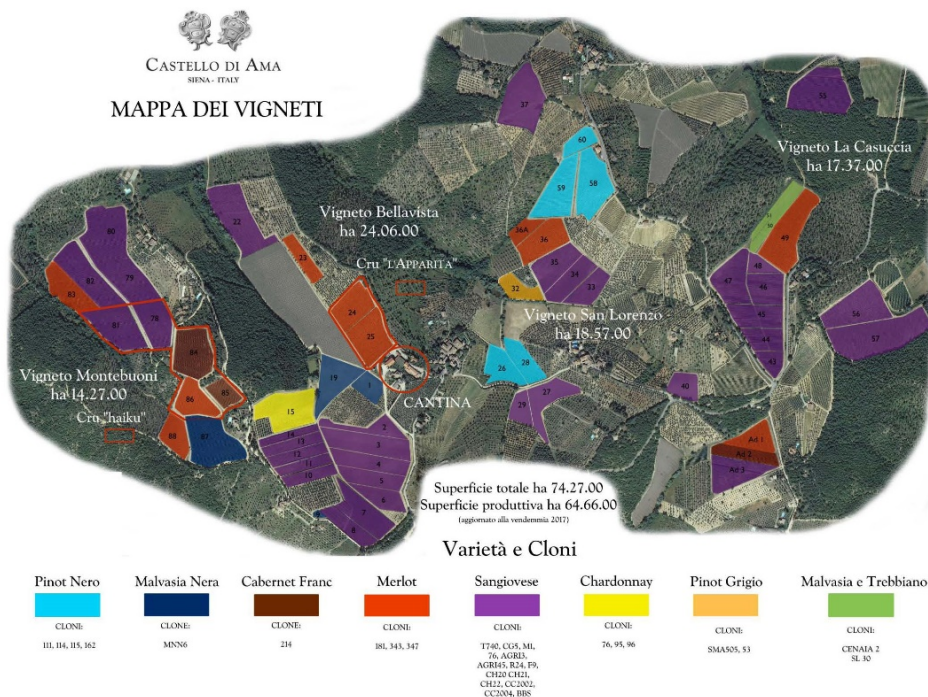 CASTELLO DI AMA
SIENA - ITALY
MAPPA DEI VIGNETI
37
55
60
Vigneto La Casuccia
ha 17.37.00
59
58
22
Vigneto Bellavista
ha 24.06.00
80
36A
36
49
23
Cru "L'APPARITA"
35
34
33
48
47
46
82
79
83
32
24
45
56
Vigneto San Lorenzo
ha 18.57.00
81
78
25
44
57
84
26
28
43
Vigneto Montebuoni
ha 14.27.00
19
1
CANTINA
40
27
86
85
29
Cru "haiku"
15
88
87
2
14
13
3
12
11
4
10
5
Ad 1
Ad 2
Ad 3
6
7
8
Superficie totale ha 74.27.00
Superficie produttiva ha 64.66.00
(aggiornato alla vendemmia 2017)
Varietà e Cloni
Pinot Nero
Malvasia Nera
Cabernet Franc
Merlot
Sangiovese
Chardonnay
Pinot Grigio
Malvasia e Trebbiano
CLONI:
CLONE:
CLONE:
CLONI:
CLONI:
CLONI:
CLONI:
CLONI:
111, 114, 115, 162
MNN6
214
181, 343, 347
T740, CG5, M1,
76, AGRI3,
AGRI45, R24, F9,
CH20 CH21,
CH22, CC2002,
CC2004, BBS
76, 95, 96
SMA505, 53
CENAIA 2
SL 30